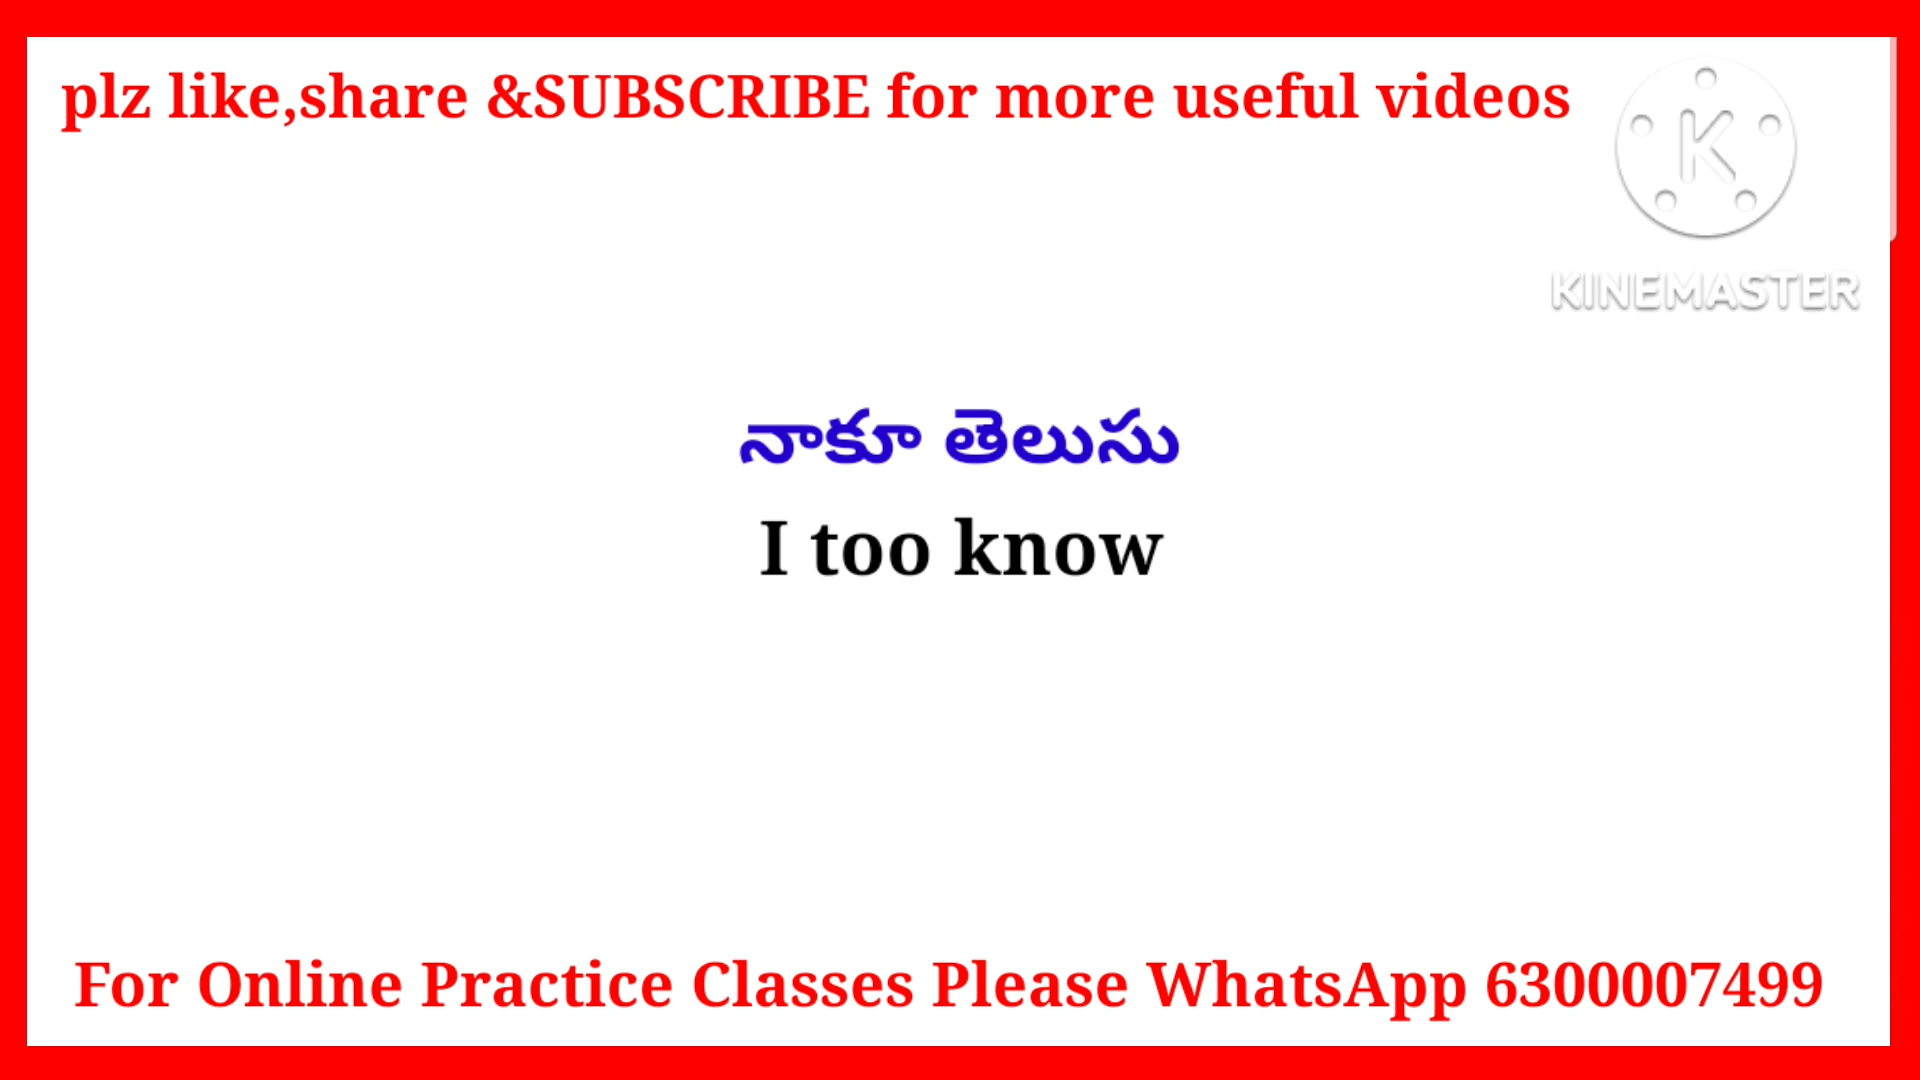 plz like,share &SUBSCRIBE for more useful videos
K
KINEMASTER
నాకూ తెలుసు
I too know
For Online Practice Classes Please WhatsApp 6300007499